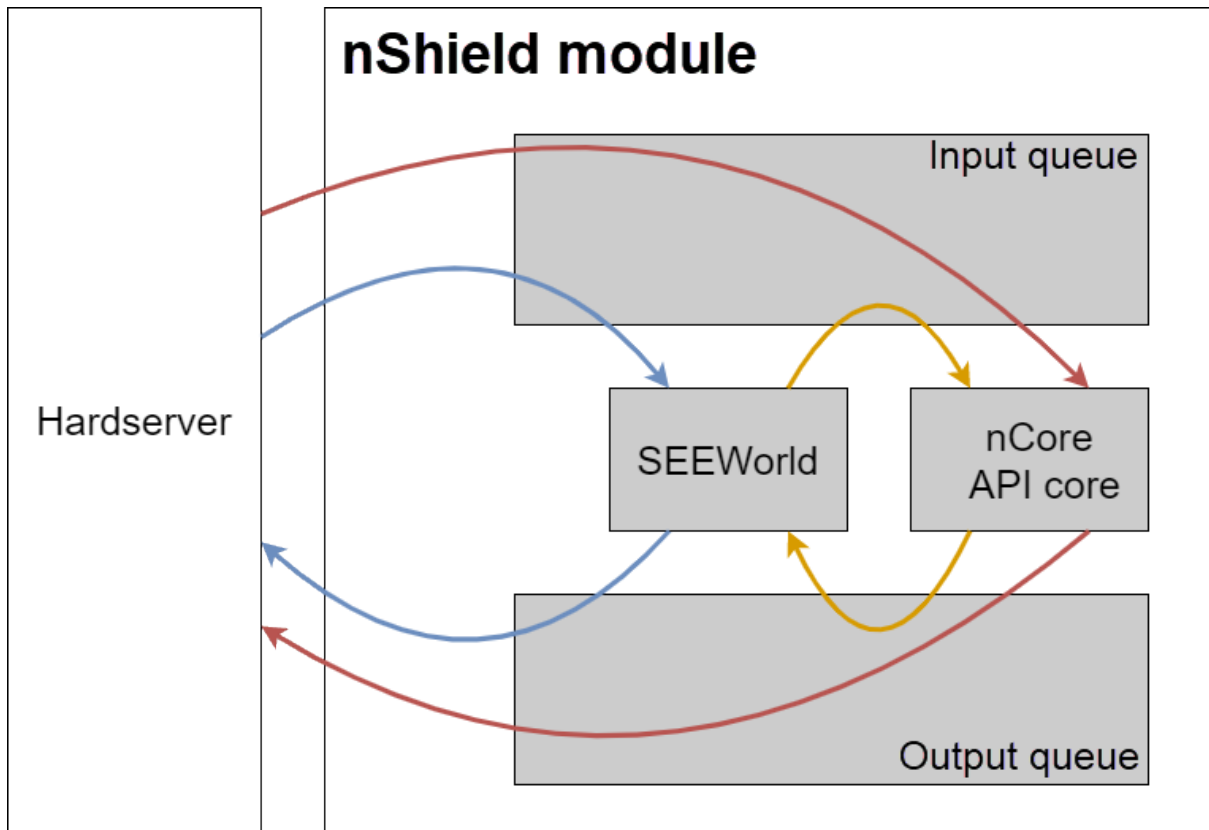 nShield module
Input queue
Hardserver
SEEWorld
nCore
API core
Output queue